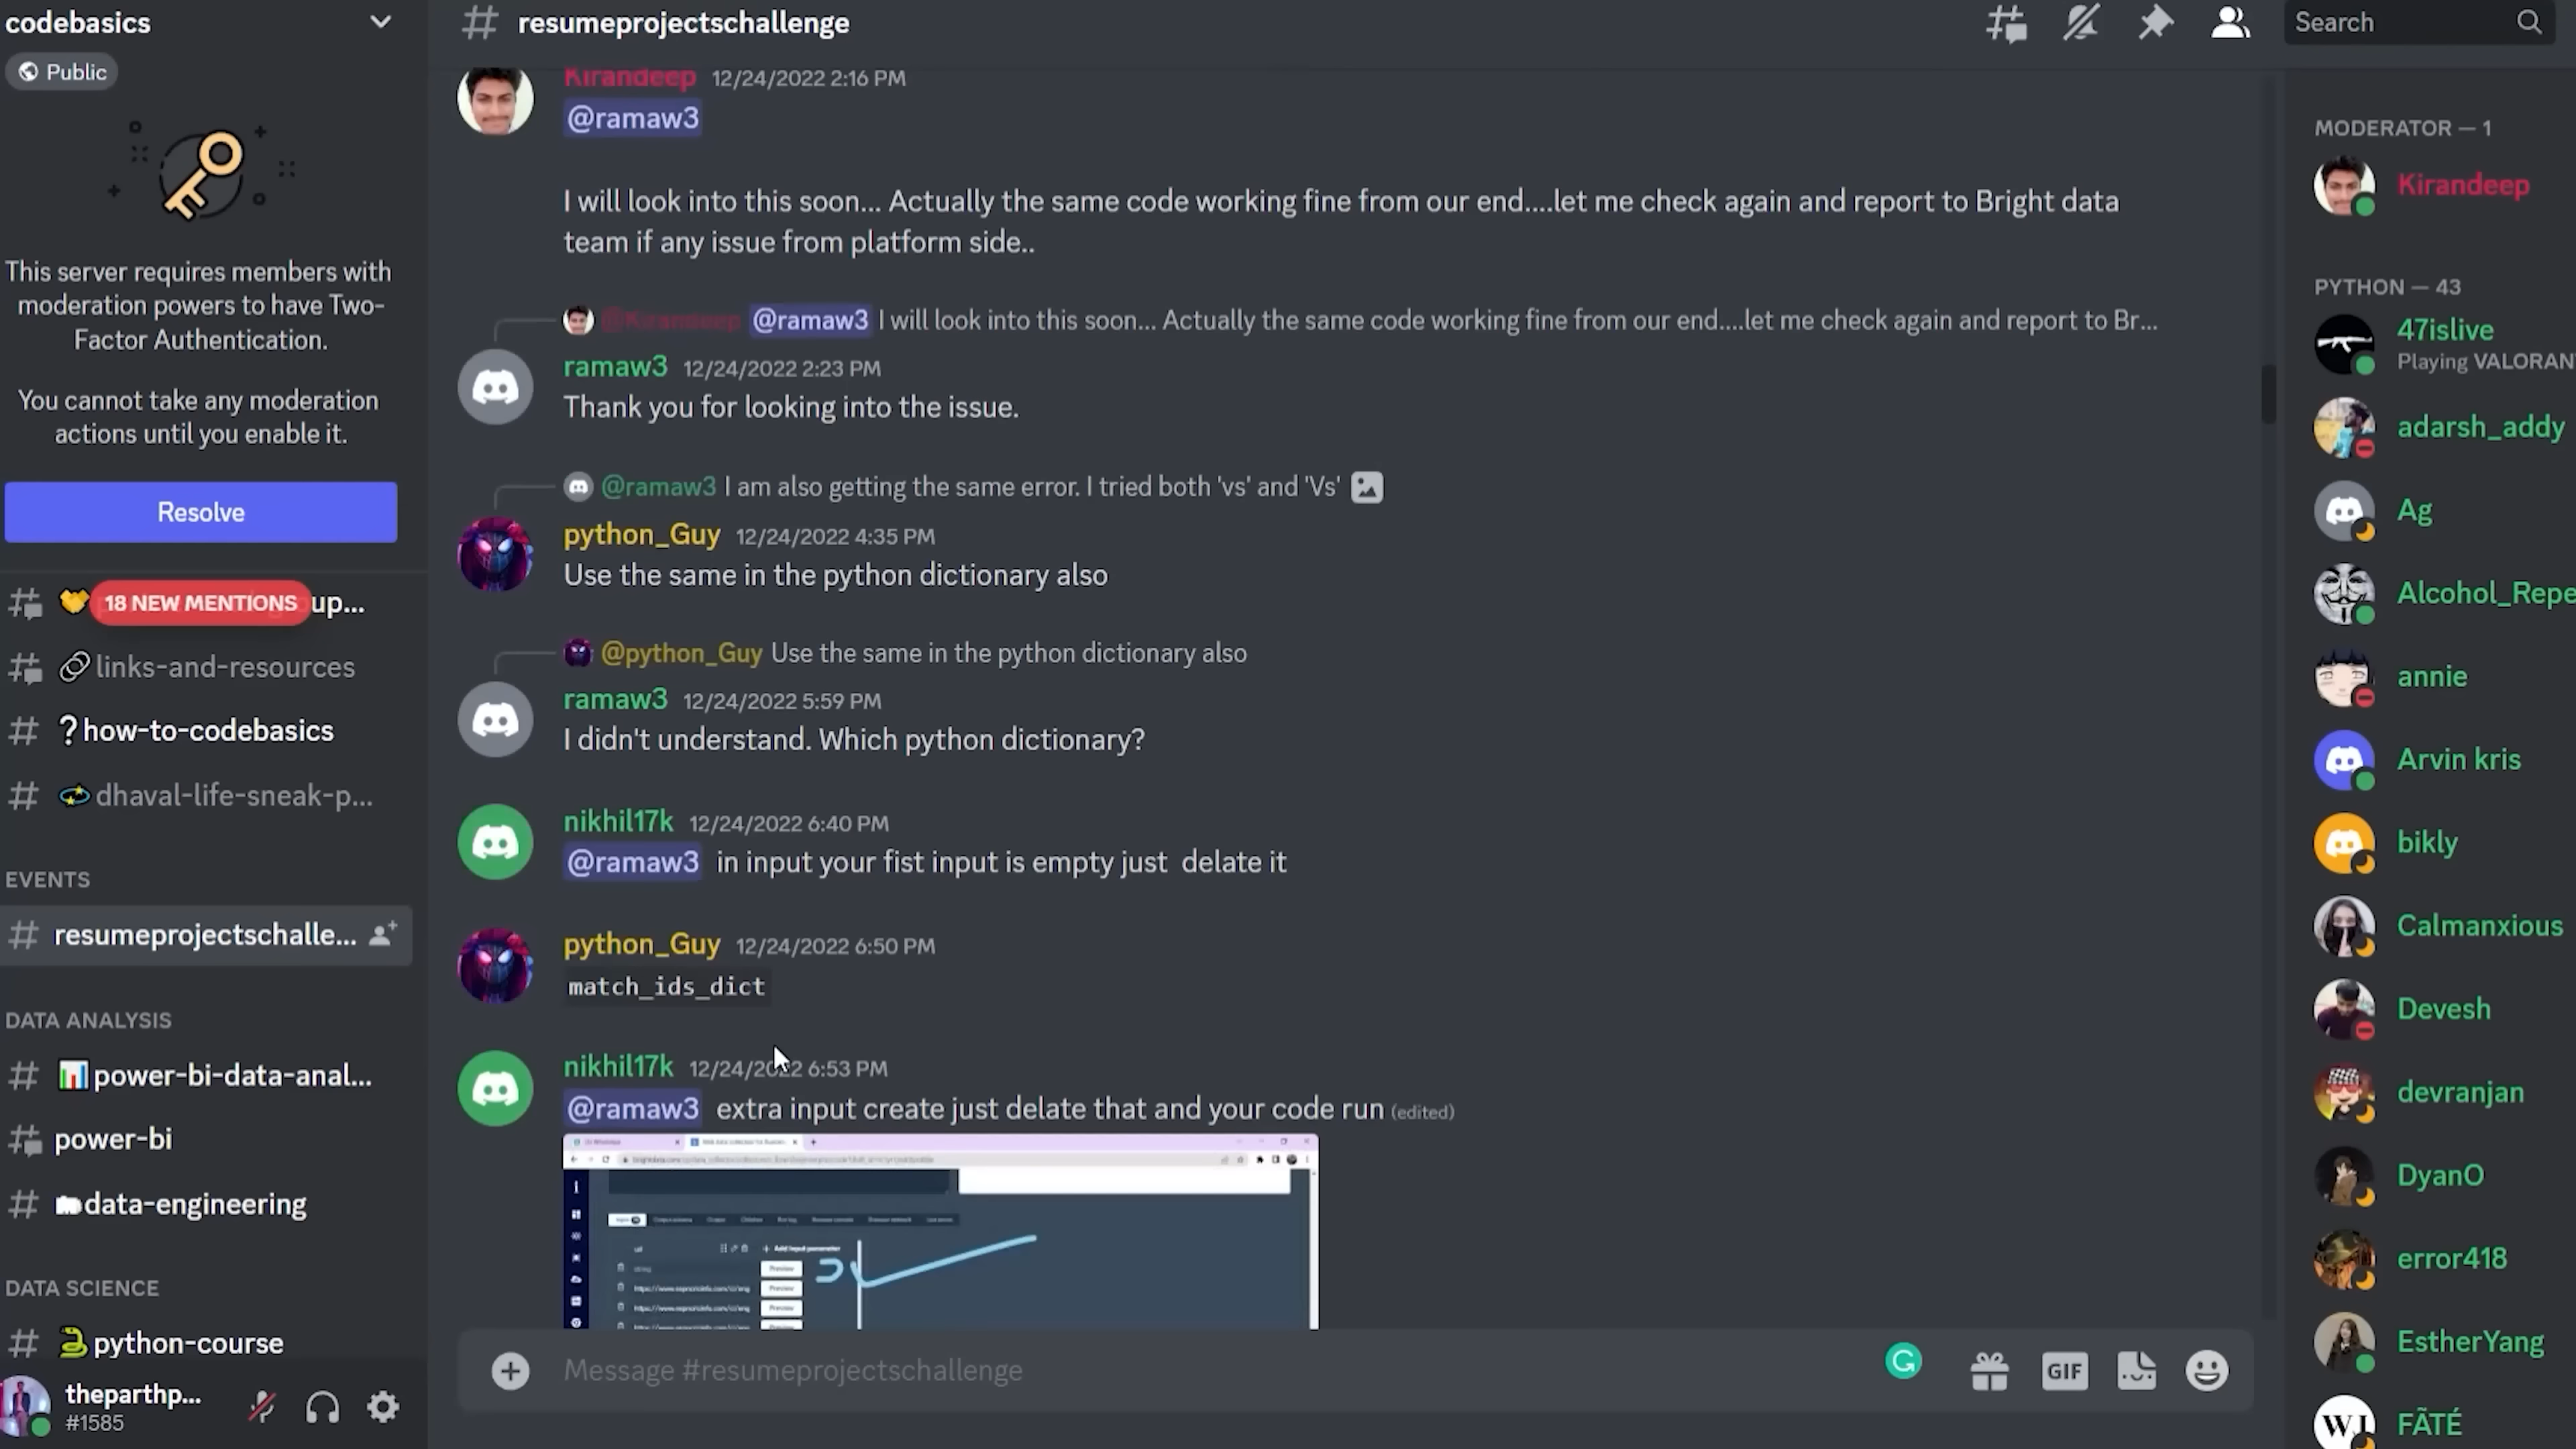 codebasics
Public
This server requires members with
moderation powers to have Two-
Factor Authentication.
You cannot take any moderation
actions until you enable it.
Resolve
18 NEW MENTIONS up...
links-and-resources
?how-to-codebasics
dhaval-life-sneak-p...
EVENTS
resumeprojectschalle...
DATA ANALYSIS
power-bi-data-anal...
power-bi
data-engineering
DATA SCIENCE
python-course
theparthp...
#1585
resumeprojectschallenge
Search
Kirandeep 12/24/2022 2:16 PM
@ramaw3
I will look into this soon... Actually the same code working fine from our end....let me check again and report to Bright data
team if any issue from platform side..
@Kirandeep @ramaw3 I will look into this soon... Actually the same code working fine from our end....let me check again and report to Br...
ramaw3 12/24/2022 2:23 PM
Thank you for looking into the issue.
@ramaw3 I am also getting the same error. I tried both 'vs' and 'Vs'
python_Guy 12/24/2022 4:35 PM
Use the same in the python dictionary also
@python_Guy Use the same in the python dictionary also
ramaw3 12/24/2022 5:59 PM
I didn't understand. Which python dictionary?
nikhil17k 12/24/2022 6:40 PM
@ramaw3 in input your fist input is empty just delate it
python_Guy 12/24/2022 6:50 PM
match_ids_dict
nikhil17k 12/24/2022 6:53 PM
@ramaw3 extra input create just delate that and your code run (edited)
url
+ Add input parameter
Preview
Preview
Preview
Message #resumeprojectschallenge
GIF
MODERATOR — 1
Kirandeep
PYTHON — 43
47islive
Playing VALORAN
adarsh_addy
Ag
Alcohol_Repe
annie
Arvin kris
bikly
Calmanxious
Devesh
devranjan
DyanO
error418
EstherYang
FÃTÉ